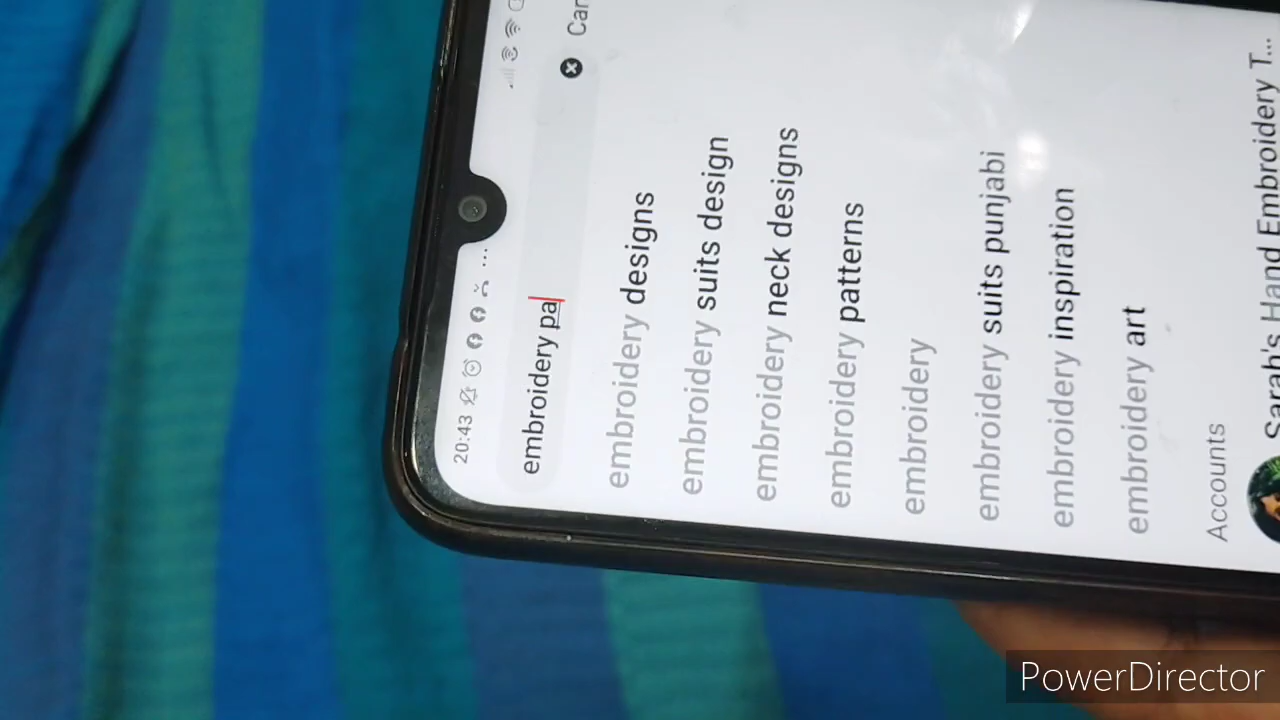 20:43
embroidery pa
Can
embroidery designs
embroidery suits design
embroidery neck designs
embroidery patterns
embroidery
embroidery suits punjabi
embroidery inspiration
embroidery art
Accounts
Sarah's Hand Embroidery T...
PowerDirector